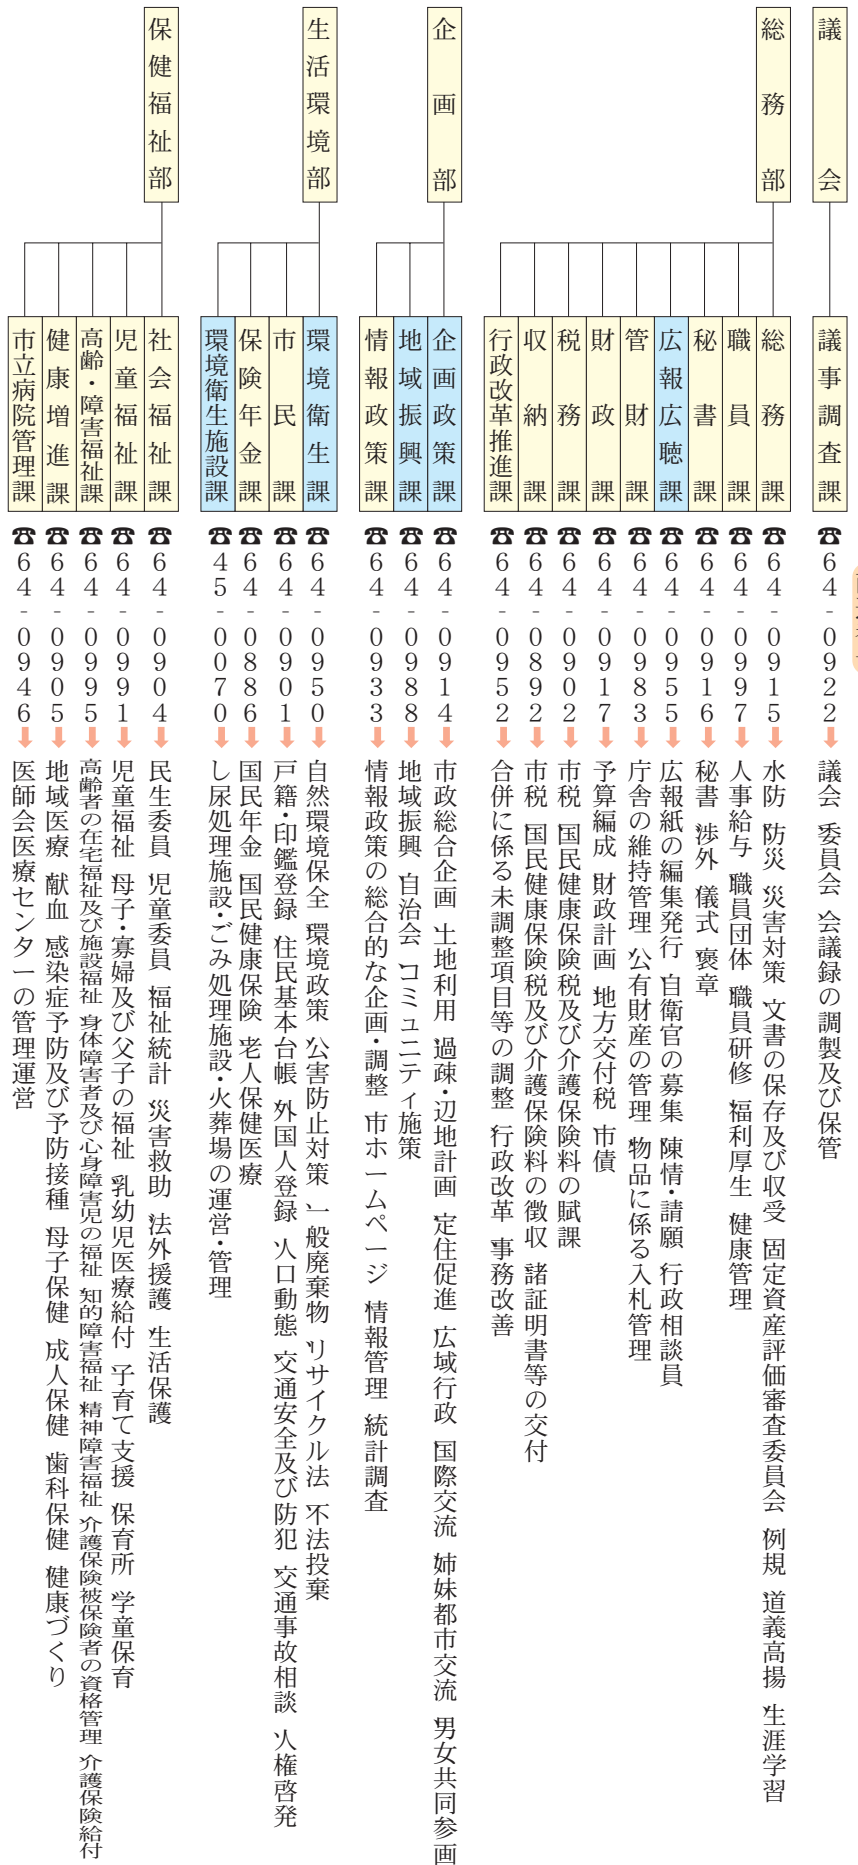 議会
議事調査課
☎64-0922➡議会、委員会、会議録の調製及び保管
総務部
総務課
☎64-0915➡水防、防災、災害対策、文書の保存及び収受、固定資産評価審査委員会、例規、道義高揚、生涯学習
職員課
☎64-0997➡人事給与、職員団体、職員研修、福利厚生、健康管理
秘書課
☎64-0916➡秘書、渉外、儀式、褒章
広報広聴課
☎64-0955➡広報紙の編集発行、自衛官の募集、陳情・請願、行政相談員
管財課
☎64-0983➡庁舎の維持管理、公有財産の管理、物品に係る入札管理
財政課
☎64-0917➡予算編成、財政計画、地方交付税、市債
税務課
☎64-0902➡市税、国民健康保険税及び介護保険料の賦課
収納課
☎64-0892➡市税、国民健康保険税及び介護保険料の徴収、諸証明書等の交付
行政改革推進課
☎64-0952➡合併に係る未調整項目等の調整、行政改革、事務改善
企画部
企画政策課
☎64-0914➡市政総合企画、土地利用、過疎・辺地計画、定住促進、広域行政、国際交流、姉妹都市交流、男女共同参画
地域振興課
☎64-0988➡地域振興、自治会、コミュニティ施策
情報政策課
☎64-0933➡情報政策の総合的な企画・調整、市ホームページ、情報管理、統計調査
生活環境部
環境衛生課
☎64-0950➡自然環境保全、環境政策、公害防止対策、一般廃棄物、リサイクル法、不法投棄
市民課
☎64-0901➡戸籍・印鑑登録、住民基本台帳、外国人登録、人口動態、交通安全及び防犯、交通事故相談、人権啓発
保険年金課
☎64-0886➡国民年金、国民健康保険、老人保健医療
環境衛生施設課
☎45-0070➡し尿処理施設・ごみ処理施設・火葬場の運営・管理
保健福祉部
社会福祉課
☎64-0904➡民生委員、児童委員、福祉統計、災害救助、法外援護、生活保護
児童福祉課
☎64-0991➡児童福祉、母子・寡婦及び父子の福祉、乳幼児医療給付、子育て支援、保育所、学童保育
高齢・障害福祉課
☎64-0995➡高齢者の在宅福祉及び施設福祉、身体障害者及び心身障害児の福祉、知的障害福祉、精神障害福祉、介護保険被保険者の資格管理、介護保険給付
健康増進課
☎64-0905➡地域医療、献血、感染症予防及び予防接種、母子保健、成人保健、歯科保健、健康づくり
市立病院管理課
☎64-0946➡医師会医療センターの管理運営